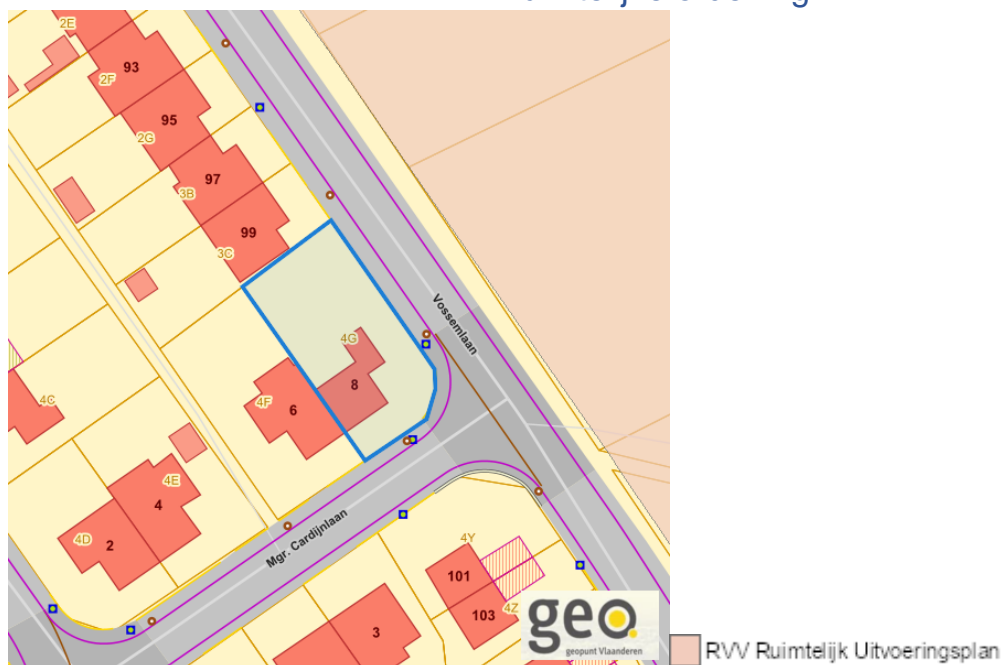 2E
93
2F
95
2G
97
3B
99
3C
Vossemlaan
4G
8
4F
6
4C
4E
4
4D
2
Mgr. Cardijnlaan
4Y
101
103
4Z
3
geo
geopunt Vlaanderen
RVV Ruimtelijk Uitvoeringsplan